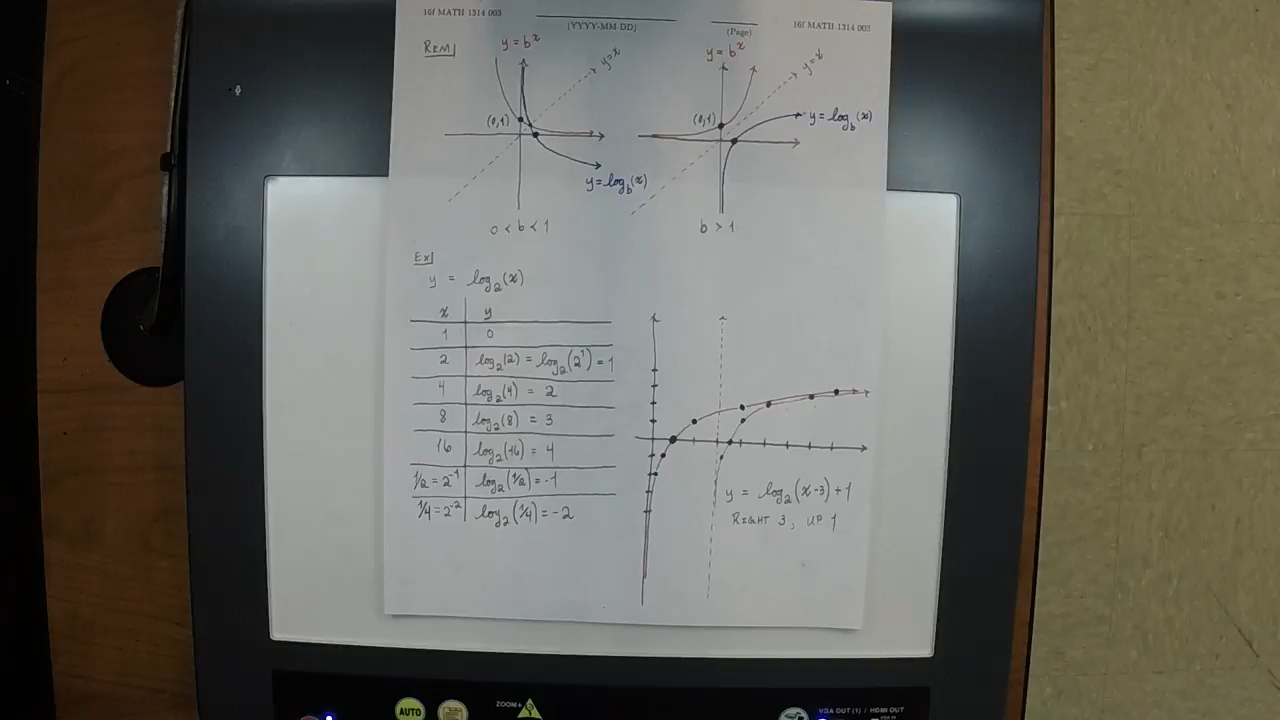 16f MATH 1314 003
(YYYY-MM-DD)
(Page)
16f MATH 1314 003
REM
y = b^x
y=x
(0,1)
y=log_b(x)
0 < b < 1
y = b^x
y=x
(0,1)
y = log_b(x)
b > 1
Ex
y = log_2(x)
x y
1 0
2 log_2(2) = log_2(2^1) = 1
4 log_2(4) = 2
8 log_2(8) = 3
16 log_2(16) = 4
1/2 = 2^-1 log_2(1/2) = -1
1/4 = 2^-2 log_2(1/4) = -2
y = log_2(x-3)+1
RIGHT 3, UP 1
AUTO
ZOOM+
VGA OUT (1) / HDMI OUT